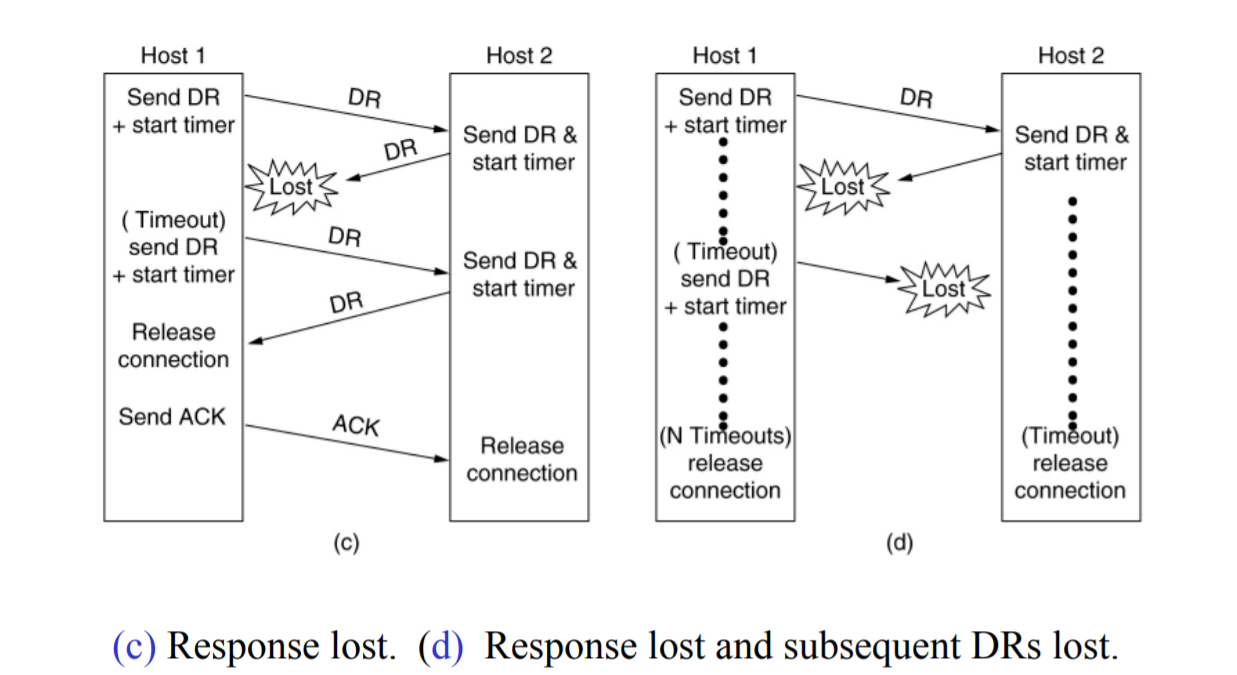 Host 1
Host 2
Send DR
+ start timer
DR
Send DR &
start timer
DR
Lost
( Timeout)
send DR
+ start timer
DR
Send DR &
start timer
DR
Release
connection
Send ACK
ACK
Release
connection
(c)
Host 1
Host 2
Send DR
+ start timer
DR
Send DR &
start timer
Lost
( Timeout)
send DR
+ start timer
Lost
(N Timeouts)
release
connection
(Timeout)
release
connection
(d)
(c) Response lost. (d) Response lost and subsequent DRs lost.